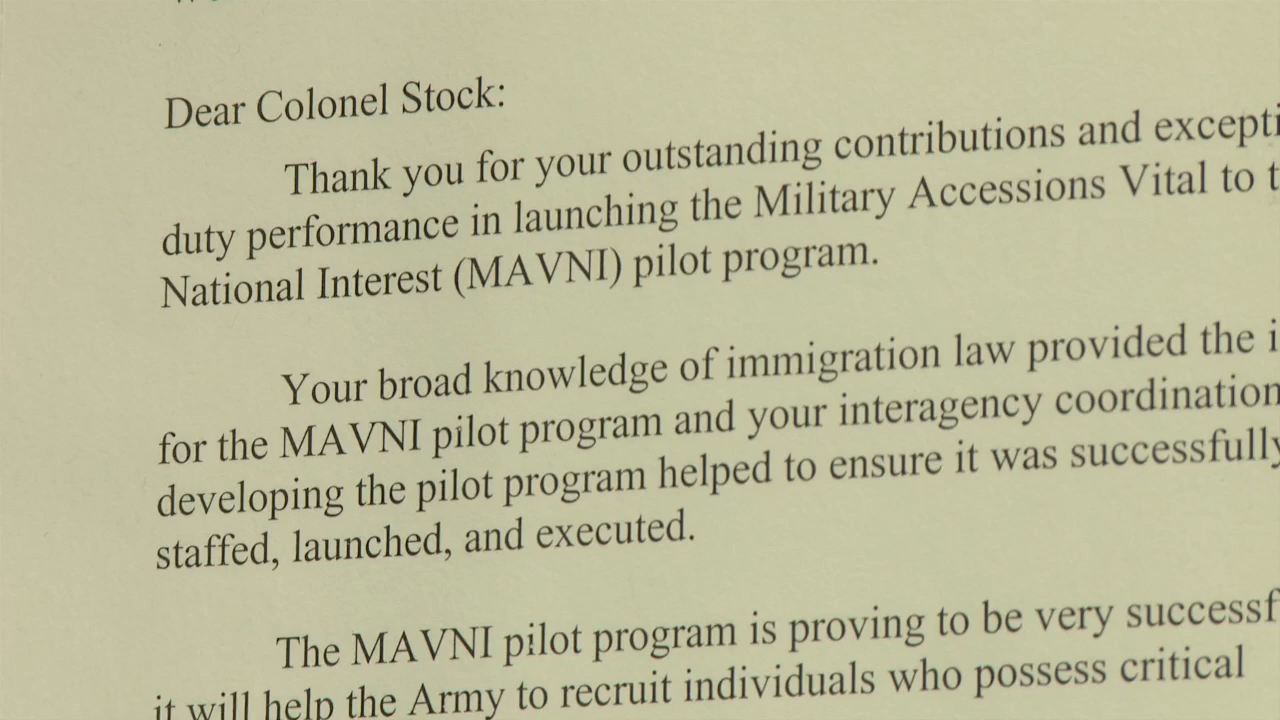 Dear Colonel Stock:
Thank you for your outstanding contributions and
duty performance in launching the Military Accessions Vital to
National Interest (MAVNI) pilot program.
Your broad knowledge of immigration law provided the
for the MAVNI pilot program and your interagency coordination
developing the pilot program helped to ensure it was successfully
staffed, launched, and executed.
The MAVNI pilot program is proving to be very
it will help the Army to recruit individuals who possess critical